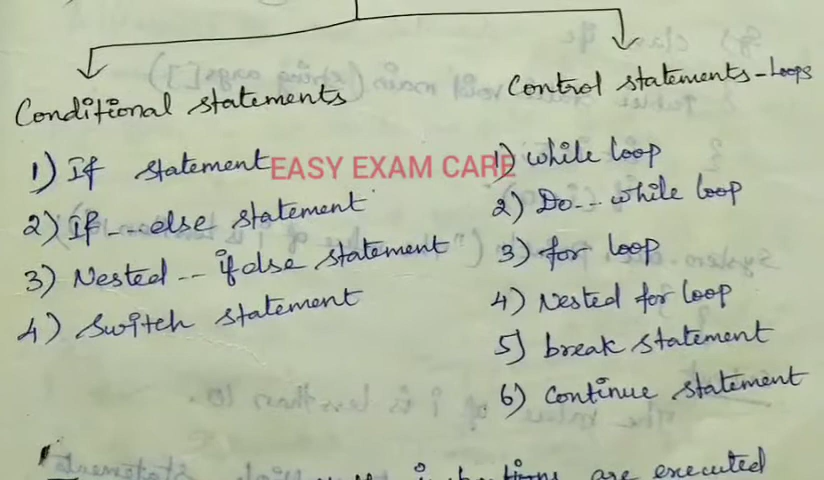 Conditional statements
1) If statement
2) If --- else statement
3) Nested -- if else statement
4) Switch statement
Control statements - Loops
1) while loop
2) Do -- while loop
3) for loop
4) Nested for loop
5) break statement
6) Continue statement
EASY EXAM CARE
are executed